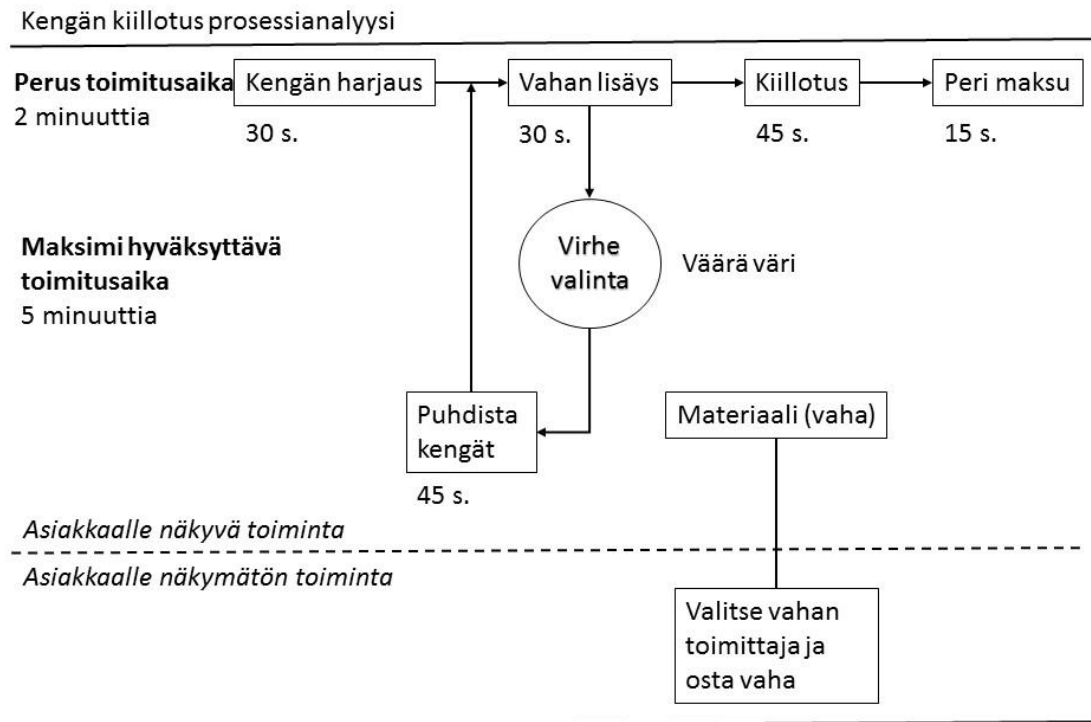 Kengän kiillotus prosessianalyysi
Perus toimitusaika
2 minuuttia
Kengän harjaus
30 s.
Vahan lisäys
30 s.
Kiillotus
45 s.
Peri maksu
15 s.
Virhe
valinta
Väärä väri
Maksimi hyväksyttävä
toimitusaika
5 minuuttia
Puhdista
kengät
45 s.
Materiaali (vaha)
Asiakkaalle näkyvä toiminta
Asiakkaalle näkymätön toiminta
Valitse vahan
toimittaja ja
osta vaha